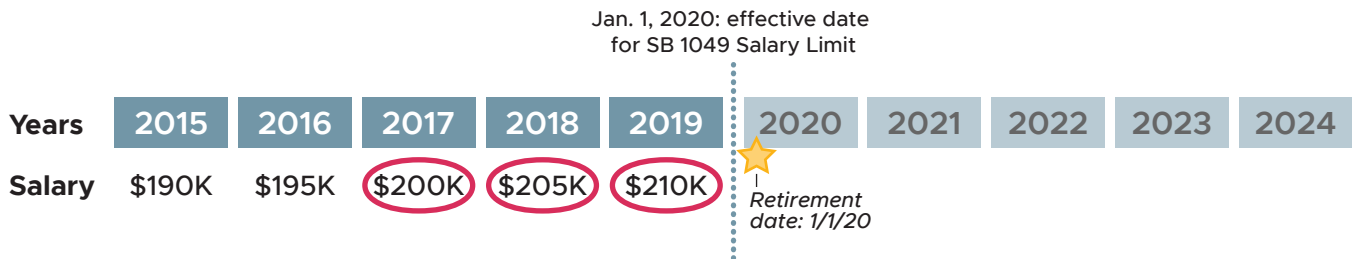 Jan. 1, 2020: effective date
for SB 1049 Salary Limit
Years 2015 2016 2017 2018 2019 2020 2021 2022 2023 2024
Salary $190K $195K $200K $205K $210K
Retirement
date: 1/1/20